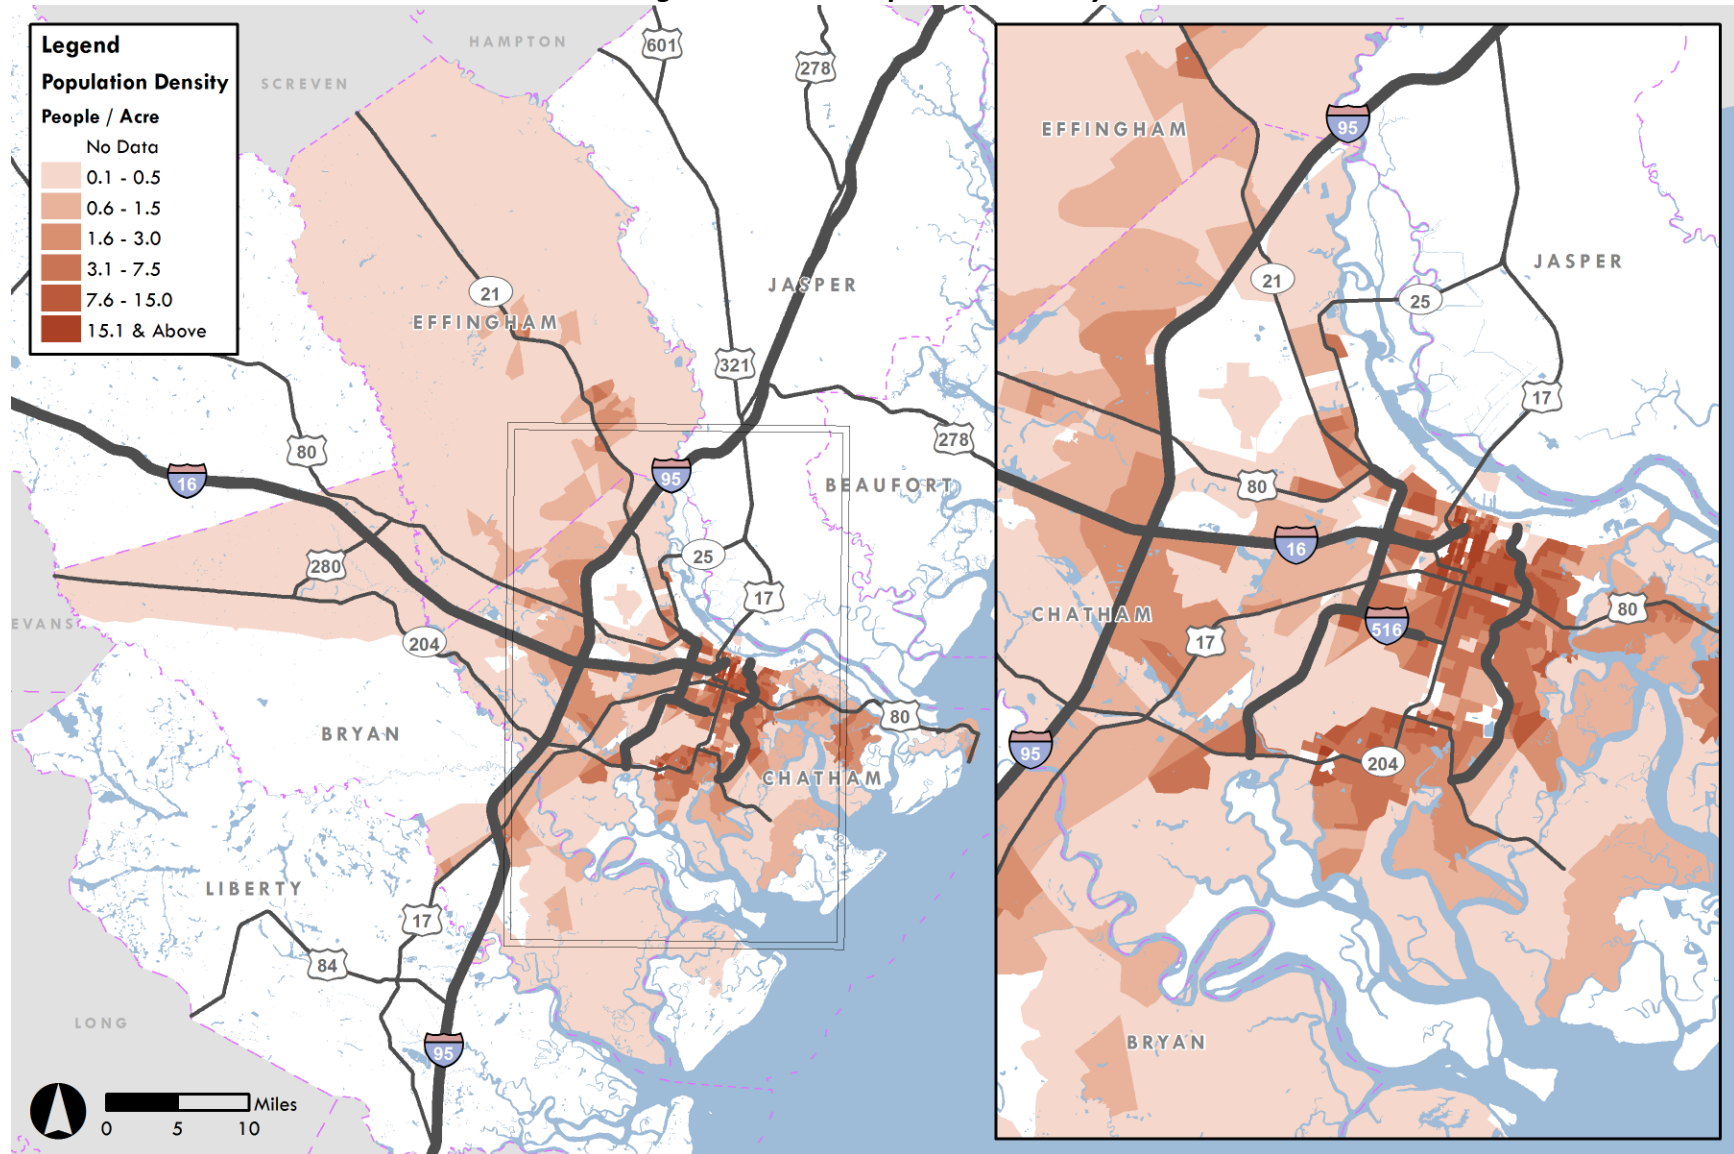 Legend
Population Density
People / Acre
No Data
0.1 - 0.5
0.6 - 1.5
1.6 - 3.0
3.1 - 7.5
7.6 - 15.0
15.1 & Above
HAMPTON
SCREVEN
601
278
21
EFFINGHAM
JASPER
321
80
278
16
95
BEAUFORT
25
280
17
EVANS
204
80
BRYAN
CHATHAM
LIBERTY
17
84
LONG
95
Miles
0 5 10
EFFINGHAM
95
JASPER
21
25
17
80
16
CHATHAM
80
516
17
95
204
BRYAN